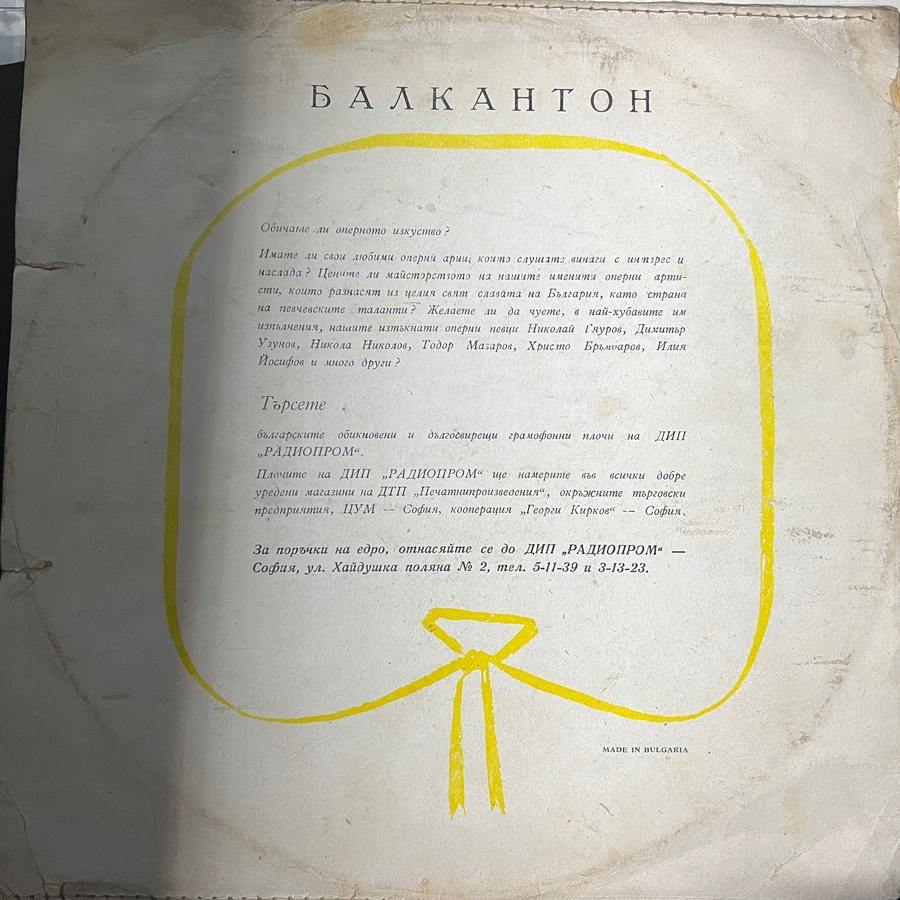 БАЛКАНТОН
Обичате ли оперното изкуство?
Имате ли свои любими оперни арии, които слушате винаги с интерес и
наслада? Цените ли майсторството на нашите именити оперни арти-
сти, които разнасят из целия свят славата на България, като страна
на певческите таланти? Желаете ли да чуете, в най-хубавите им
изпълнения, нашите изтъкнати оперни певци Николай Гяуров, Димитър
Узунов, Никола Николов, Тодор Мазаров, Христо Бръмбаров, Илия
Йосифов и много други?
Търсете
българските обикновени и дългосвирещи грамофонни плочи на ДИП
„РАДИОПРОМ“.
Плочите на ДИП „РАДИОПРОМ“ ще намерите във всички добре
уредени магазини на ДТП „Печатнипроизведения“, окръжните търговски
предприятия, ЦУМ -- София, кооперация „Георги Кирков“ -- София.
За поръчки на едро, отнасяйте се до ДИП „РАДИОПРОМ“ —
София, ул. Хайдушка поляна № 2, тел. 5-11-39 и 3-13-23.
MADE IN BULGARIA